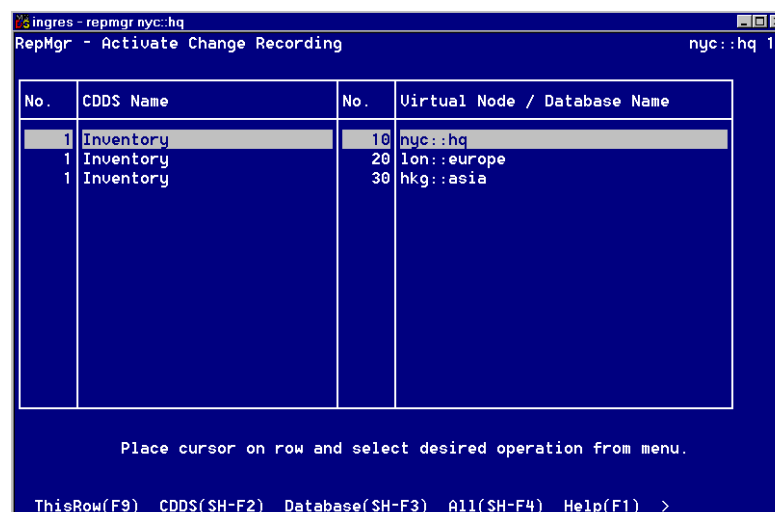 ingres - repmgr nyc::hq
RepMgr - Activate Change Recording nyc::hq 1
No. CDDS Name No. Virtual Node / Database Name
1 Inventory 10 nyc::hq
1 Inventory 20 lon::europe
1 Inventory 30 hkg::asia
Place cursor on row and select desired operation from menu.
ThisRow(F9) CDDS(SH-F2) Database(SH-F3) All(SH-F4) Help(F1) >